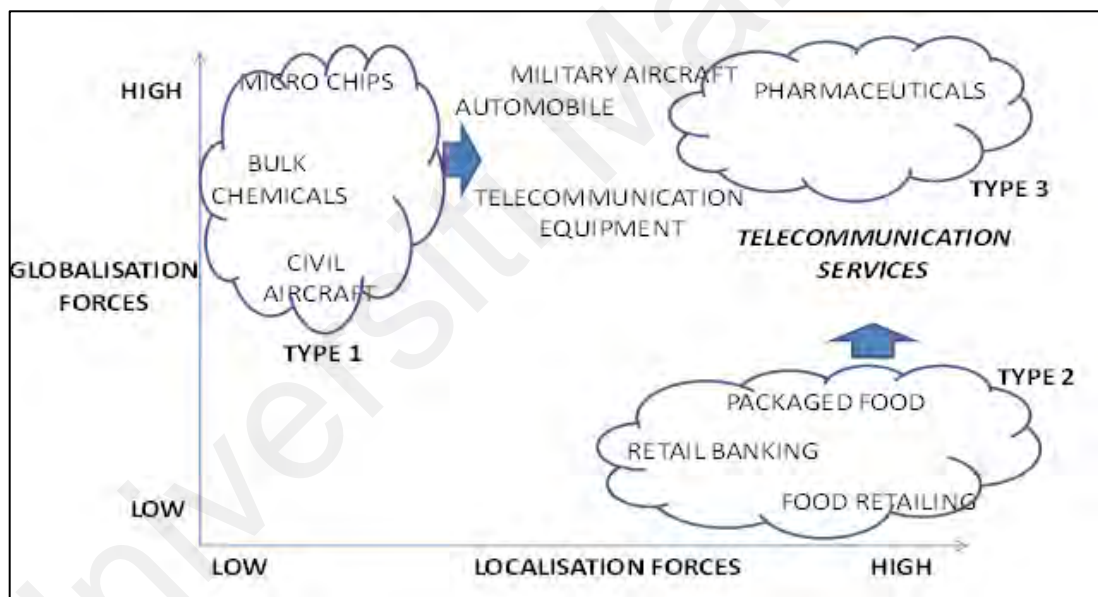 HIGH
MICRO CHIPS
MILITARY AIRCRAFT
AUTOMOBILE
PHARMACEUTICALS
BULK
CHEMICALS
TELECOMMUNICATION
EQUIPMENT
TYPE 3
TELECOMMUNICATION
SERVICES
GLOBALISATION
FORCES
CIVIL
AIRCRAFT
TYPE 1
TYPE 2
PACKAGED FOOD
RETAIL BANKING
FOOD RETAILING
LOW
LOW
LOCALISATION FORCES
HIGH